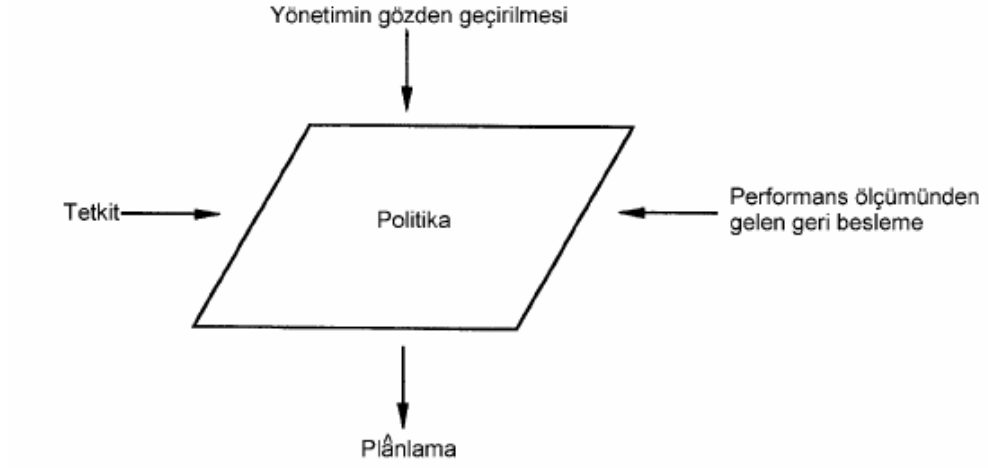 Yönetimin gözden geçirilmesi
Tetkit
Politika
Performans ölçümünden
gelen geri besleme
Plânlama